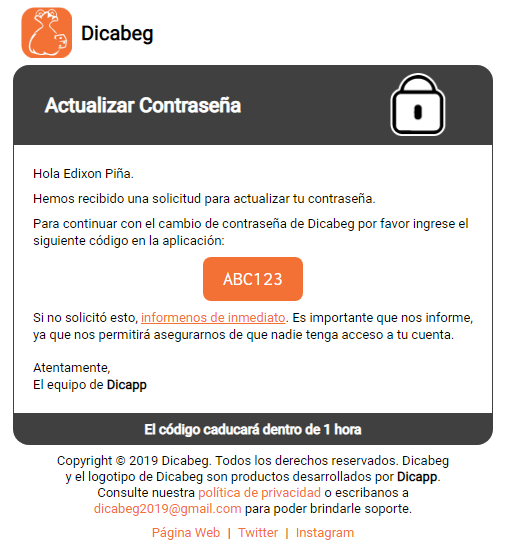 Dicabeg
Actualizar Contraseña
Hola Edixon Piña.
Hemos recibido una solicitud para actualizar tu contraseña.
Para continuar con el cambio de contraseña de Dicabeg por favor ingrese el
siguiente código en la aplicación:
ABC123
Si no solicitó esto, informenos de inmediato. Es importante que nos informe,
ya que nos permitirá asegurarnos de que nadie tenga acceso a tu cuenta.
Atentamente,
El equipo de Dicapp
El código caducará dentro de 1 hora
Copyright © 2019 Dicabeg. Todos los derechos reservados. Dicabeg
y el logotipo de Dicabeg son productos desarrollados por Dicapp.
Consulte nuestra política de privacidad o escribanos a
dicabeg2019@gmail.com para poder brindarle soporte.
Página Web | Twitter | Instagram